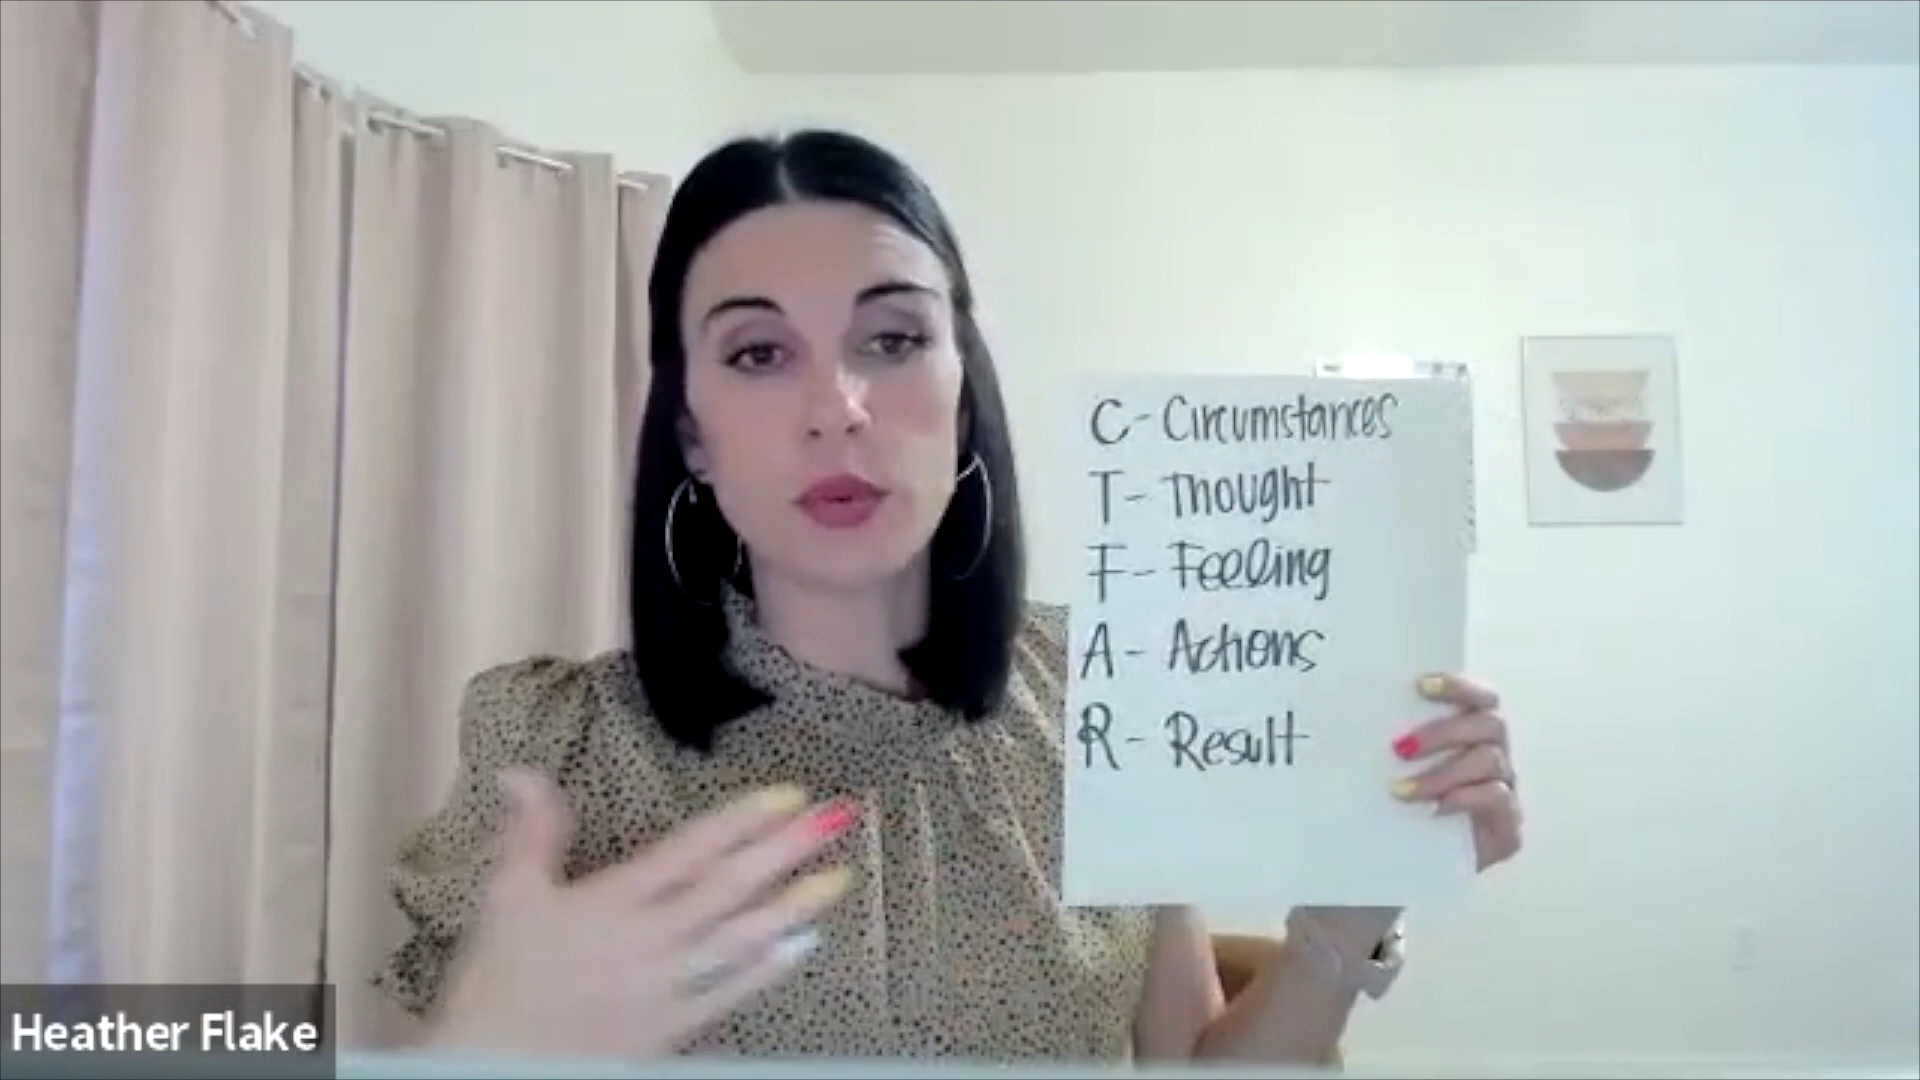 C - Circumstances
T - Thought
F - Feeling
A - Actions
R - Result
Heather Flake